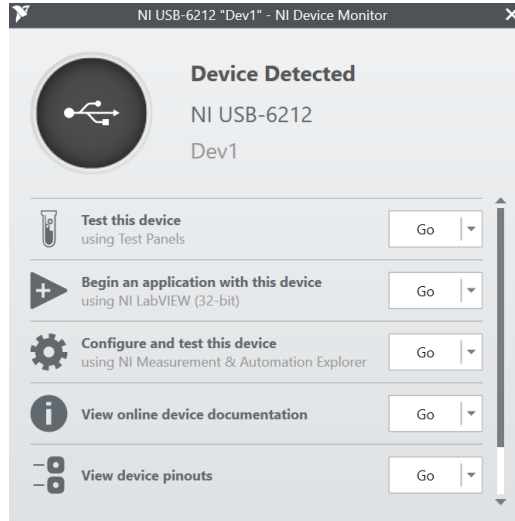 NI USB-6212 "Dev1" - NI Device Monitor
Device Detected
NI USB-6212
Dev1
Test this device
using Test Panels
Go
Begin an application with this device
using NI LabVIEW (32-bit)
Go
Configure and test this device
using NI Measurement & Automation Explorer
Go
View online device documentation
Go
View device pinouts
Go